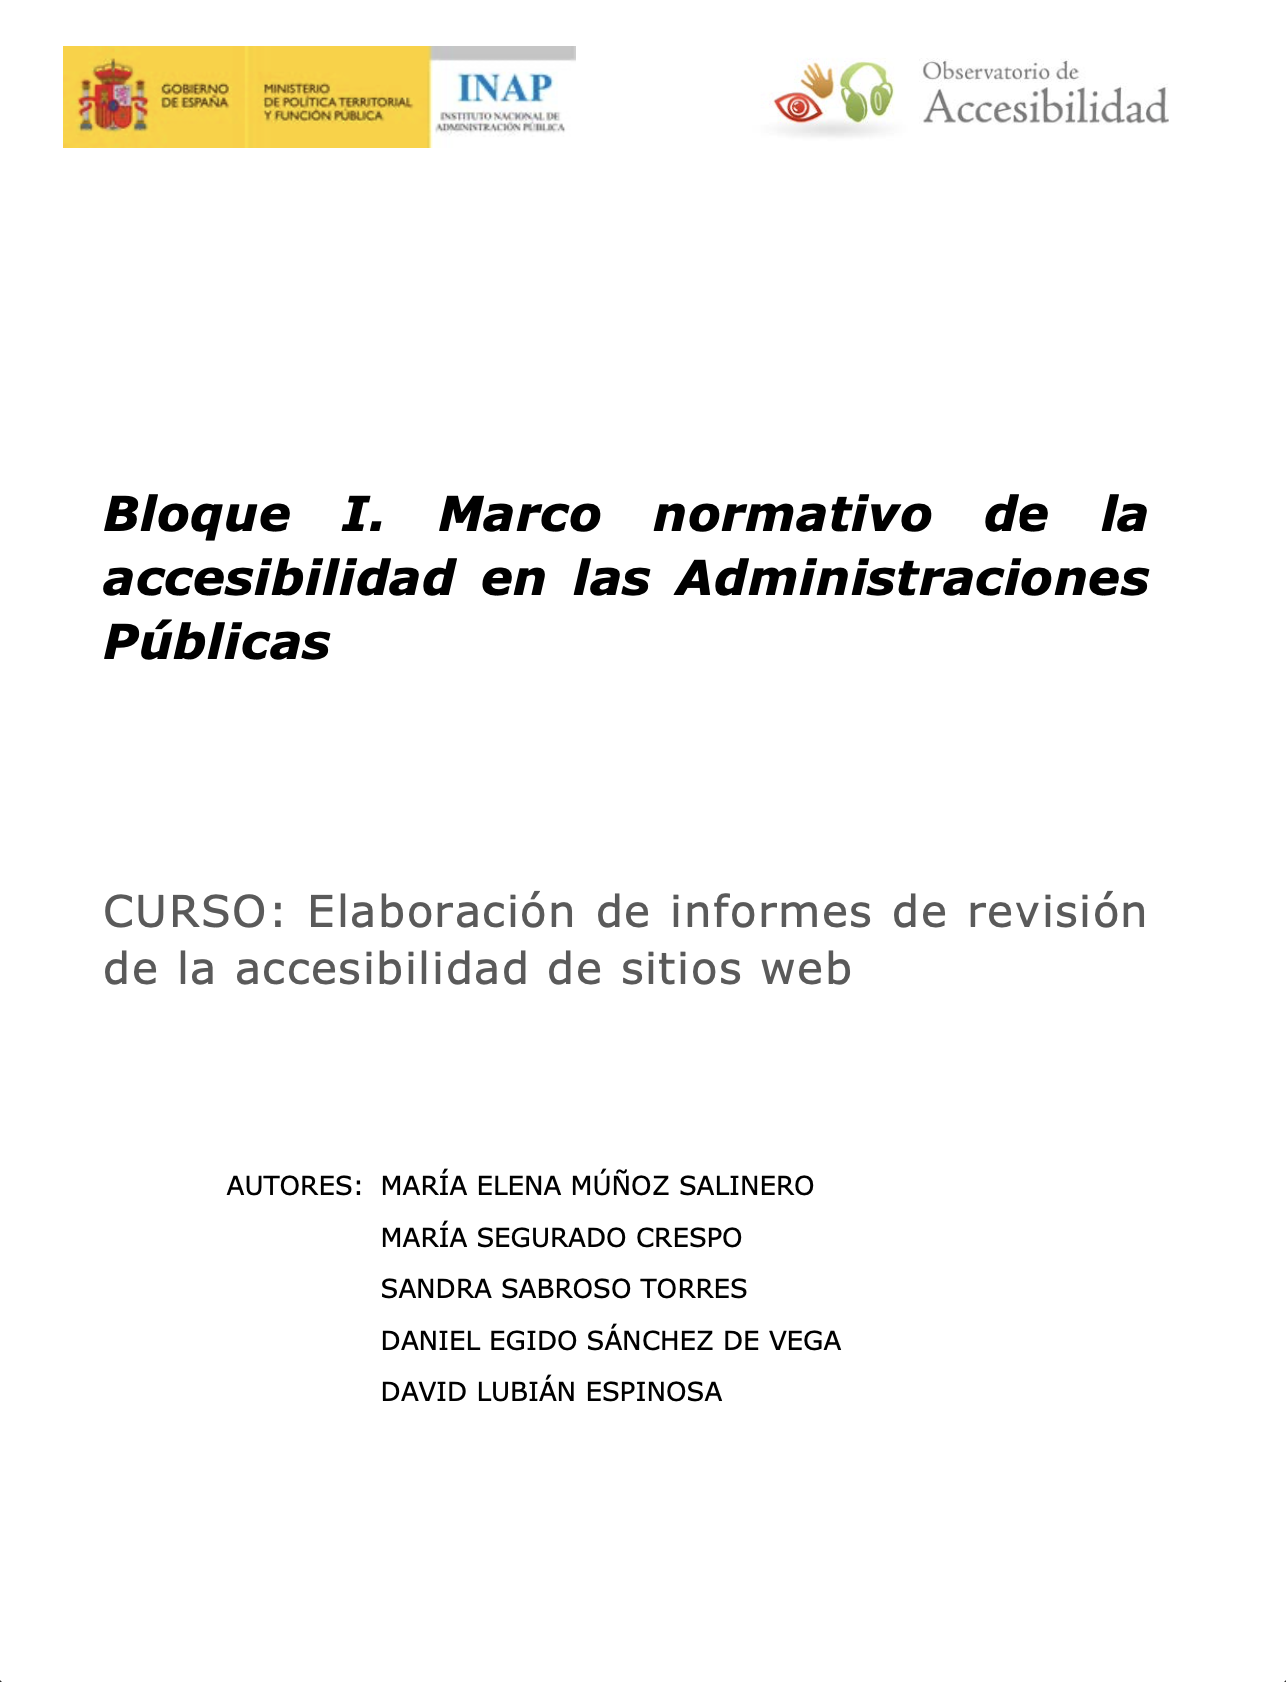 GOBIERNO
DE ESPAÑA
MINISTERIO
DE POLÍTICA TERRITORIAL
Y FUNCIÓN PÚBLICA
INAP
INSTITUTO NACIONAL DE
ADMINISTRACIÓN PÚBLICA
Observatorio de
Accesibilidad
Bloque I. Marco normativo de la
accesibilidad en las Administraciones
Públicas
CURSO: Elaboración de informes de revisión
de la accesibilidad de sitios web
AUTORES: MARÍA ELENA MÚÑOZ SALINERO
MARÍA SEGURADO CRESPO
SANDRA SABROSO TORRES
DANIEL EGIDO SÁNCHEZ DE VEGA
DAVID LUBIÁN ESPINOSA